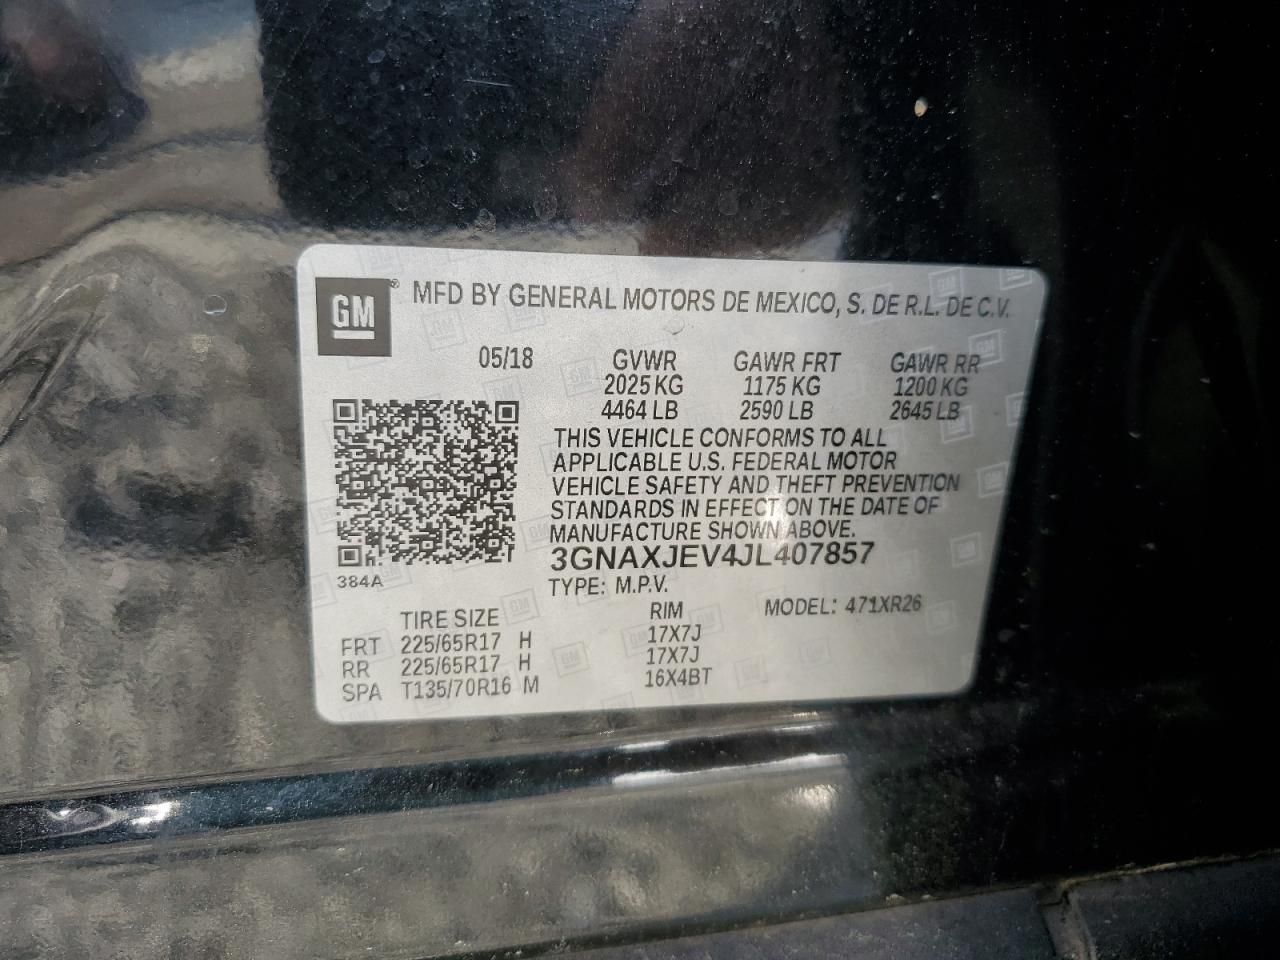 GM® MFD BY GENERAL MOTORS DE MEXICO, S. DE R.L. DE C.V.
05/18 GVWR GAWR FRT GAWR RR
2025 KG 1175 KG 1200 KG
4464 LB 2590 LB 2645 LB
THIS VEHICLE CONFORMS TO ALL
APPLICABLE U.S. FEDERAL MOTOR
VEHICLE SAFETY AND THEFT PREVENTION
STANDARDS IN EFFECT ON THE DATE OF
MANUFACTURE SHOWN ABOVE.
3GNAXJEV4JL407857
384A
TYPE: M.P.V.
TIRE SIZE RIM MODEL: 471XR26
FRT 225/65R17 H 17X7J
RR 225/65R17 H 17X7J
SPA T135/70R16 M 16X4BT